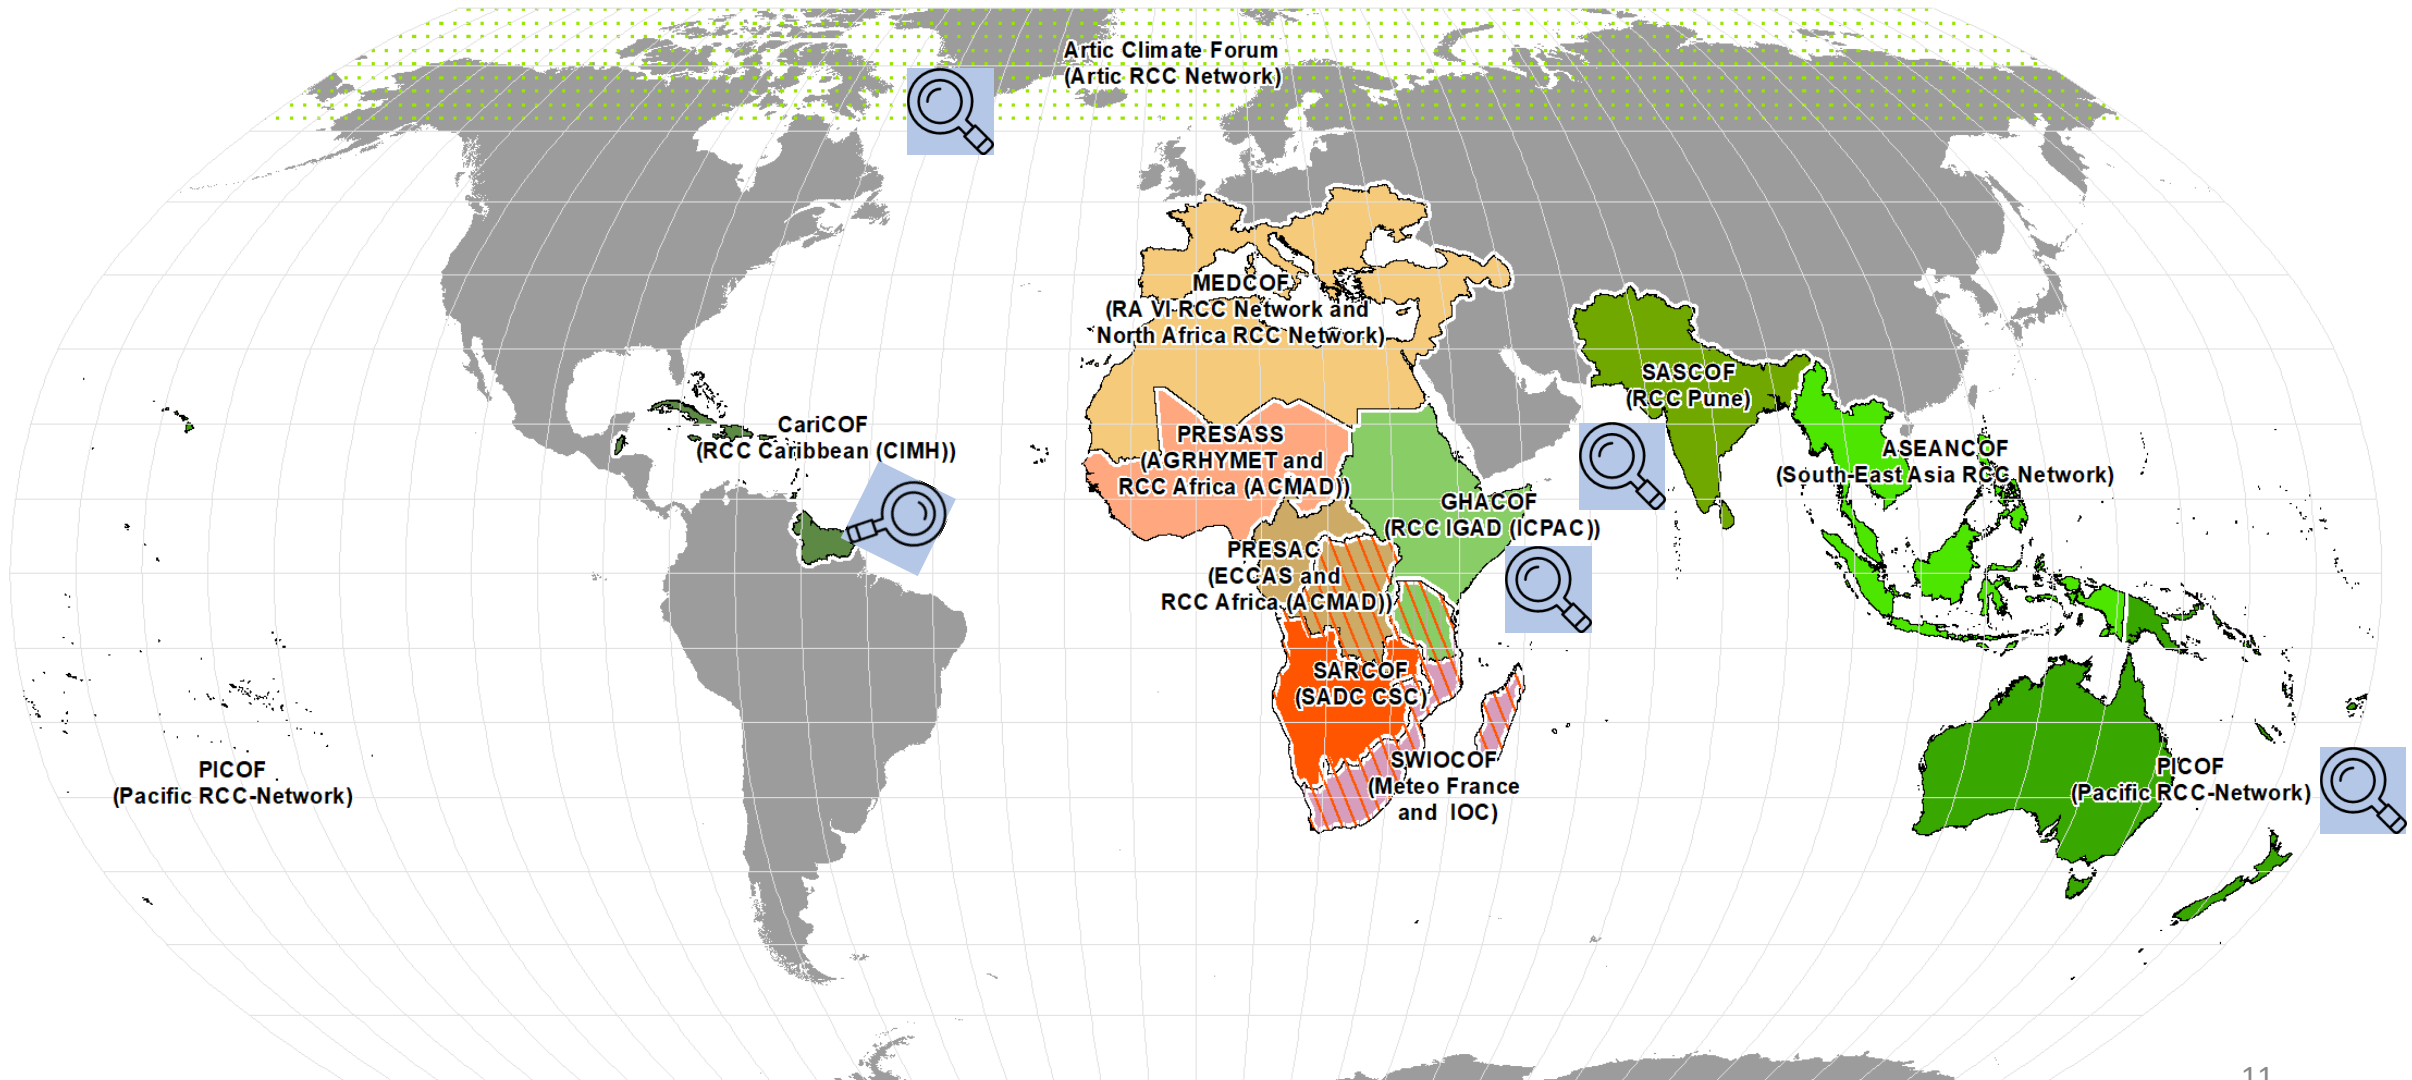 Artic Climate Forum
(Artic RCC Network)
MEDCOF
(RA VI RCC Network and
North Africa RCC Network)
SASCOF
(RCC Pune)
CariCOF
(RCC Caribbean (CIMH))
PRESASS
(AGRHYMET and
RCC Africa (ACMAD))
ASEANCOF
(South-East Asia RCC Network)
GHACOF
(RCC IGAD (ICPAC))
PRESAC
(ECCAS and
RCC Africa (ACMAD))
SARCOF
(SADC CSC)
SWIOCOF
(Meteo France
and IOC)
PICOF
(Pacific RCC-Network)
PICOF
(Pacific RCC-Network)
11